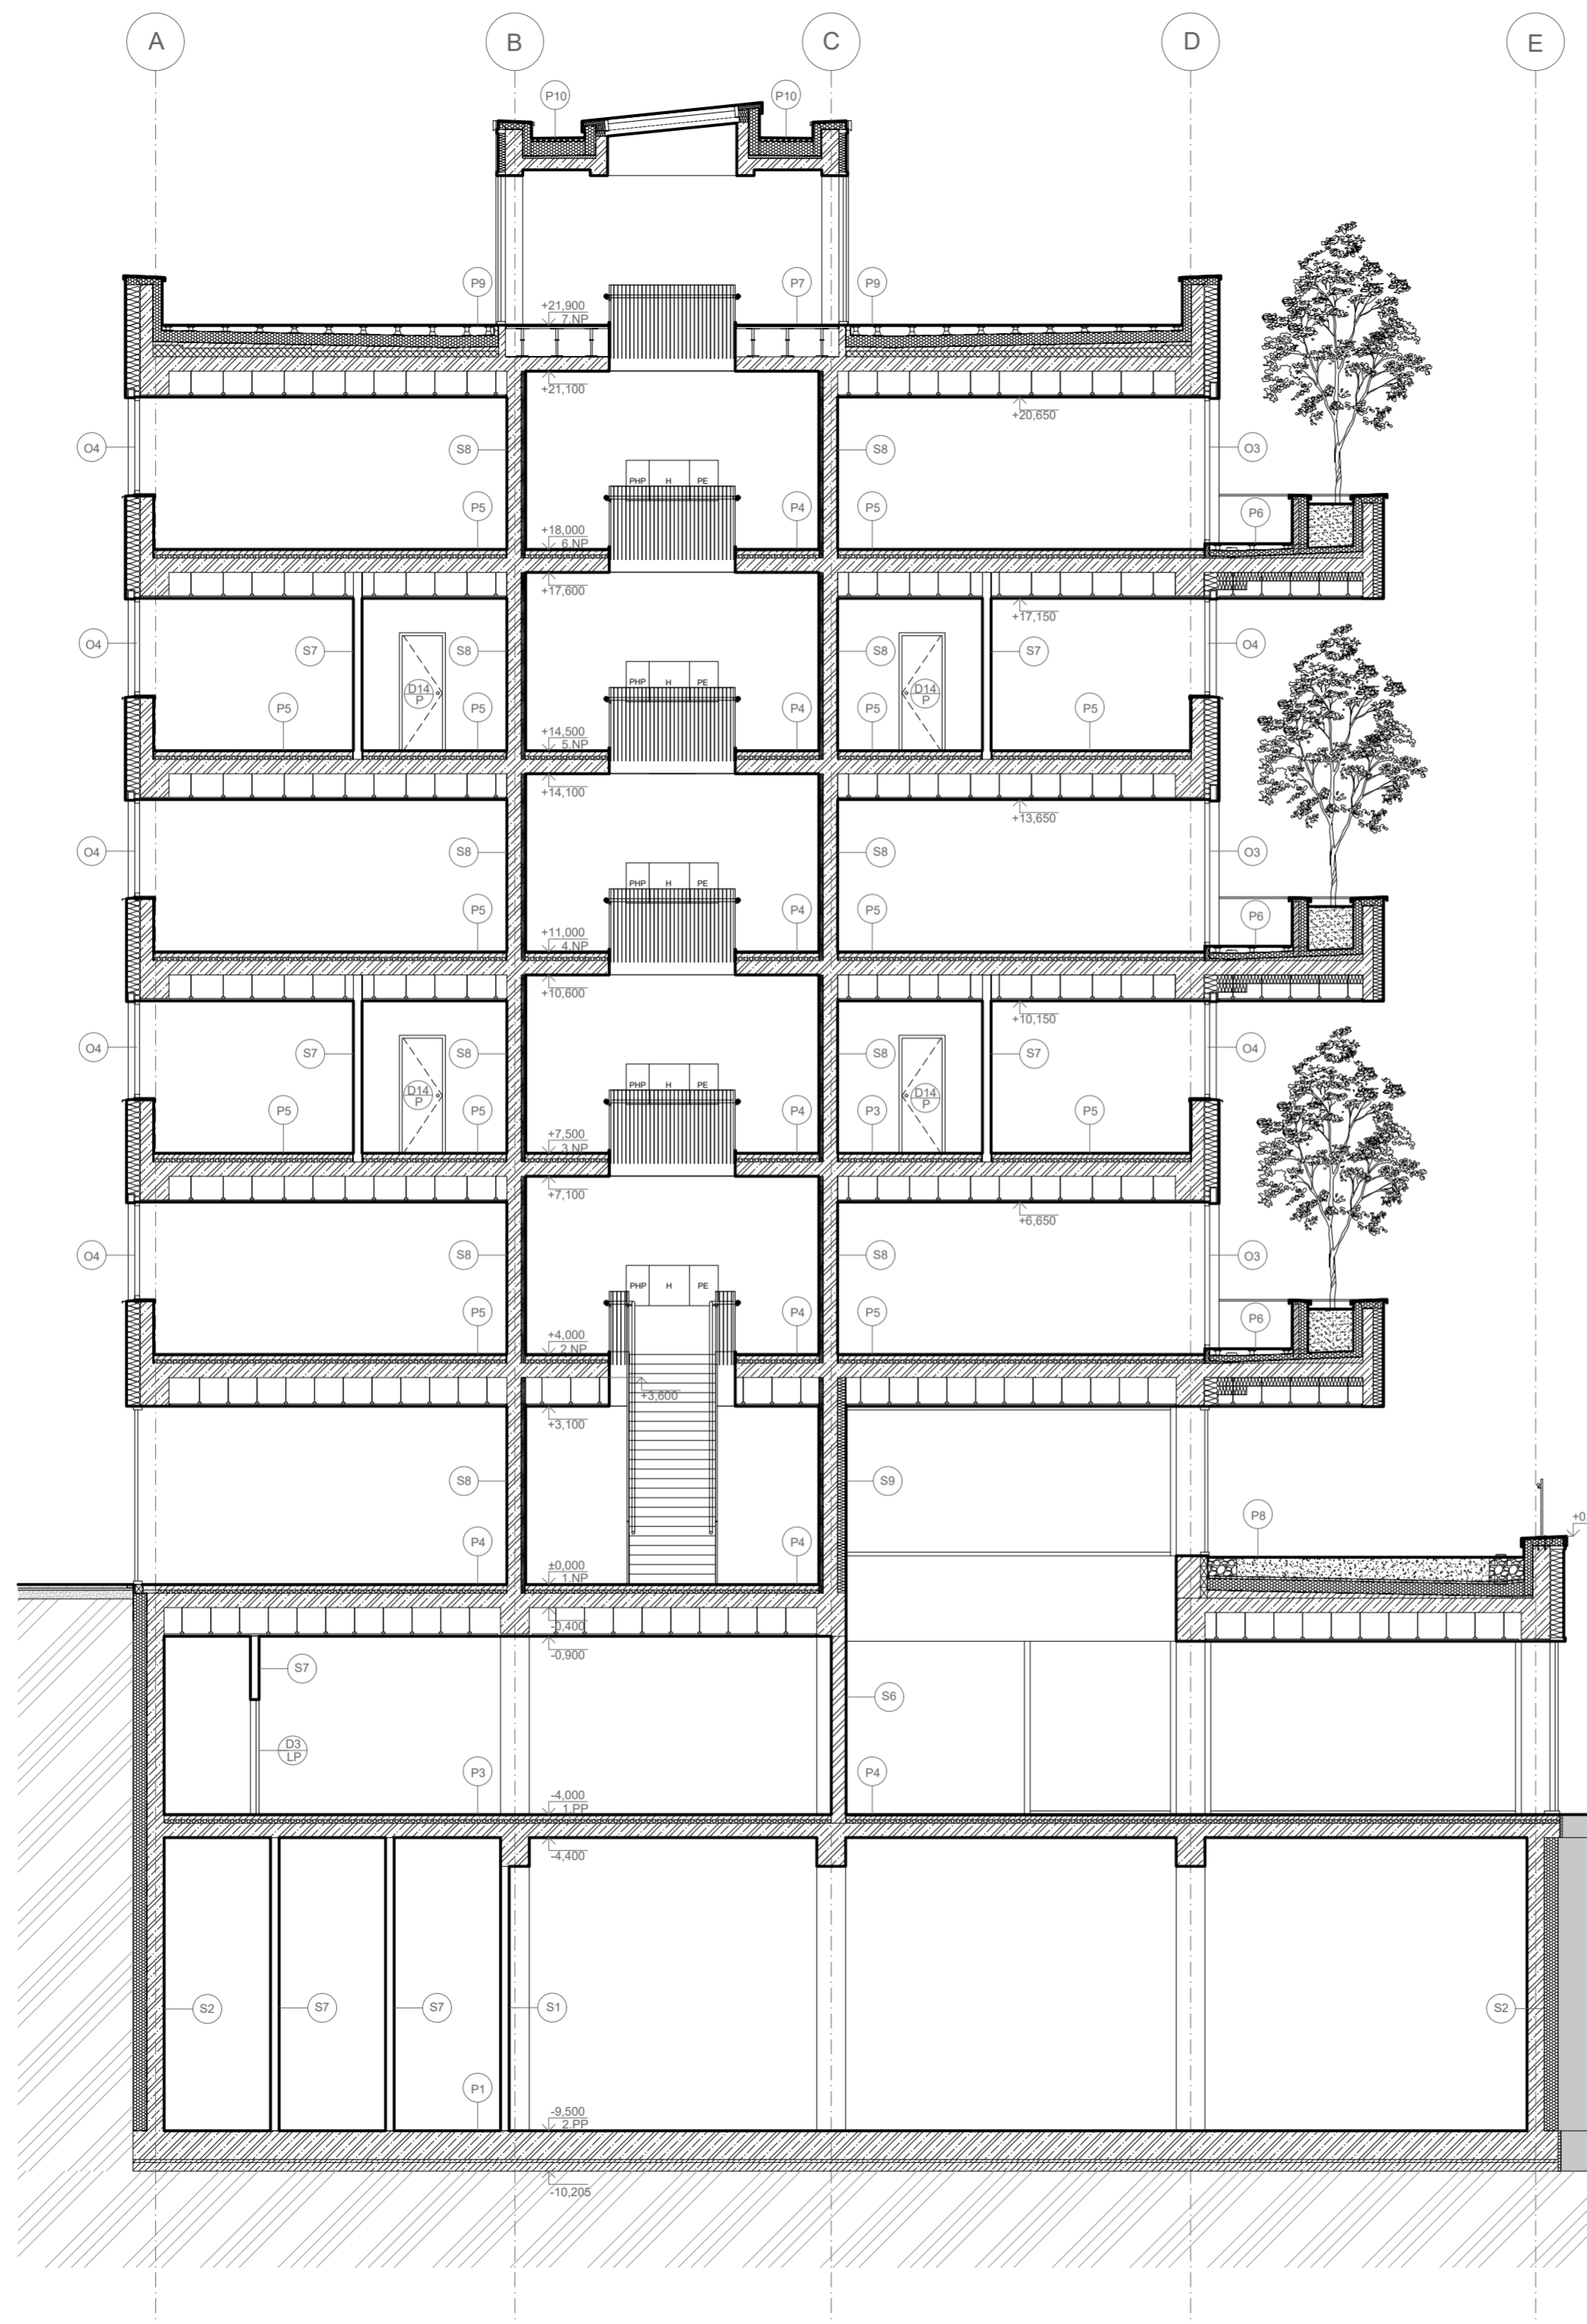 A B C D E
P10 P10
P9 P7 P9
+21,900
7.NP
+21,100
+20,650
O4 S8 S8 O3
PHP H PE
P5 P4 P5 P6
+18,000
6.NP
+17,600
+17,150
O4 S7 S8 S8 S7 O4
PHP H PE
D14
P
D14
P
P5 P5 P4 P5 P5
+14,500
5.NP
+14,100
+13,650
O4 S8 S8 O3
PHP H PE
P5 P4 P5 P6
+11,000
4.NP
+10,600
+10,150
O4 S7 S8 S8 S7 O4
PHP H PE
D14
P
D14
P
P5 P5 P4 P3 P5
+7,500
3.NP
+7,100
+6,650
O4 S8 S8 O3
PHP H PE
P5 P4 P5 P6
+4,000
2.NP
+3,600
+3,100
S8 S9
P8 +0
P4 P4
±0,000
1.NP
-0,400
-0,900
S7 S6
D3
LP
P3 P4
-4,000
1.PP
-4,400
S2 S7 S7 S1 S2
P1
-9,500
2.PP
-10,205